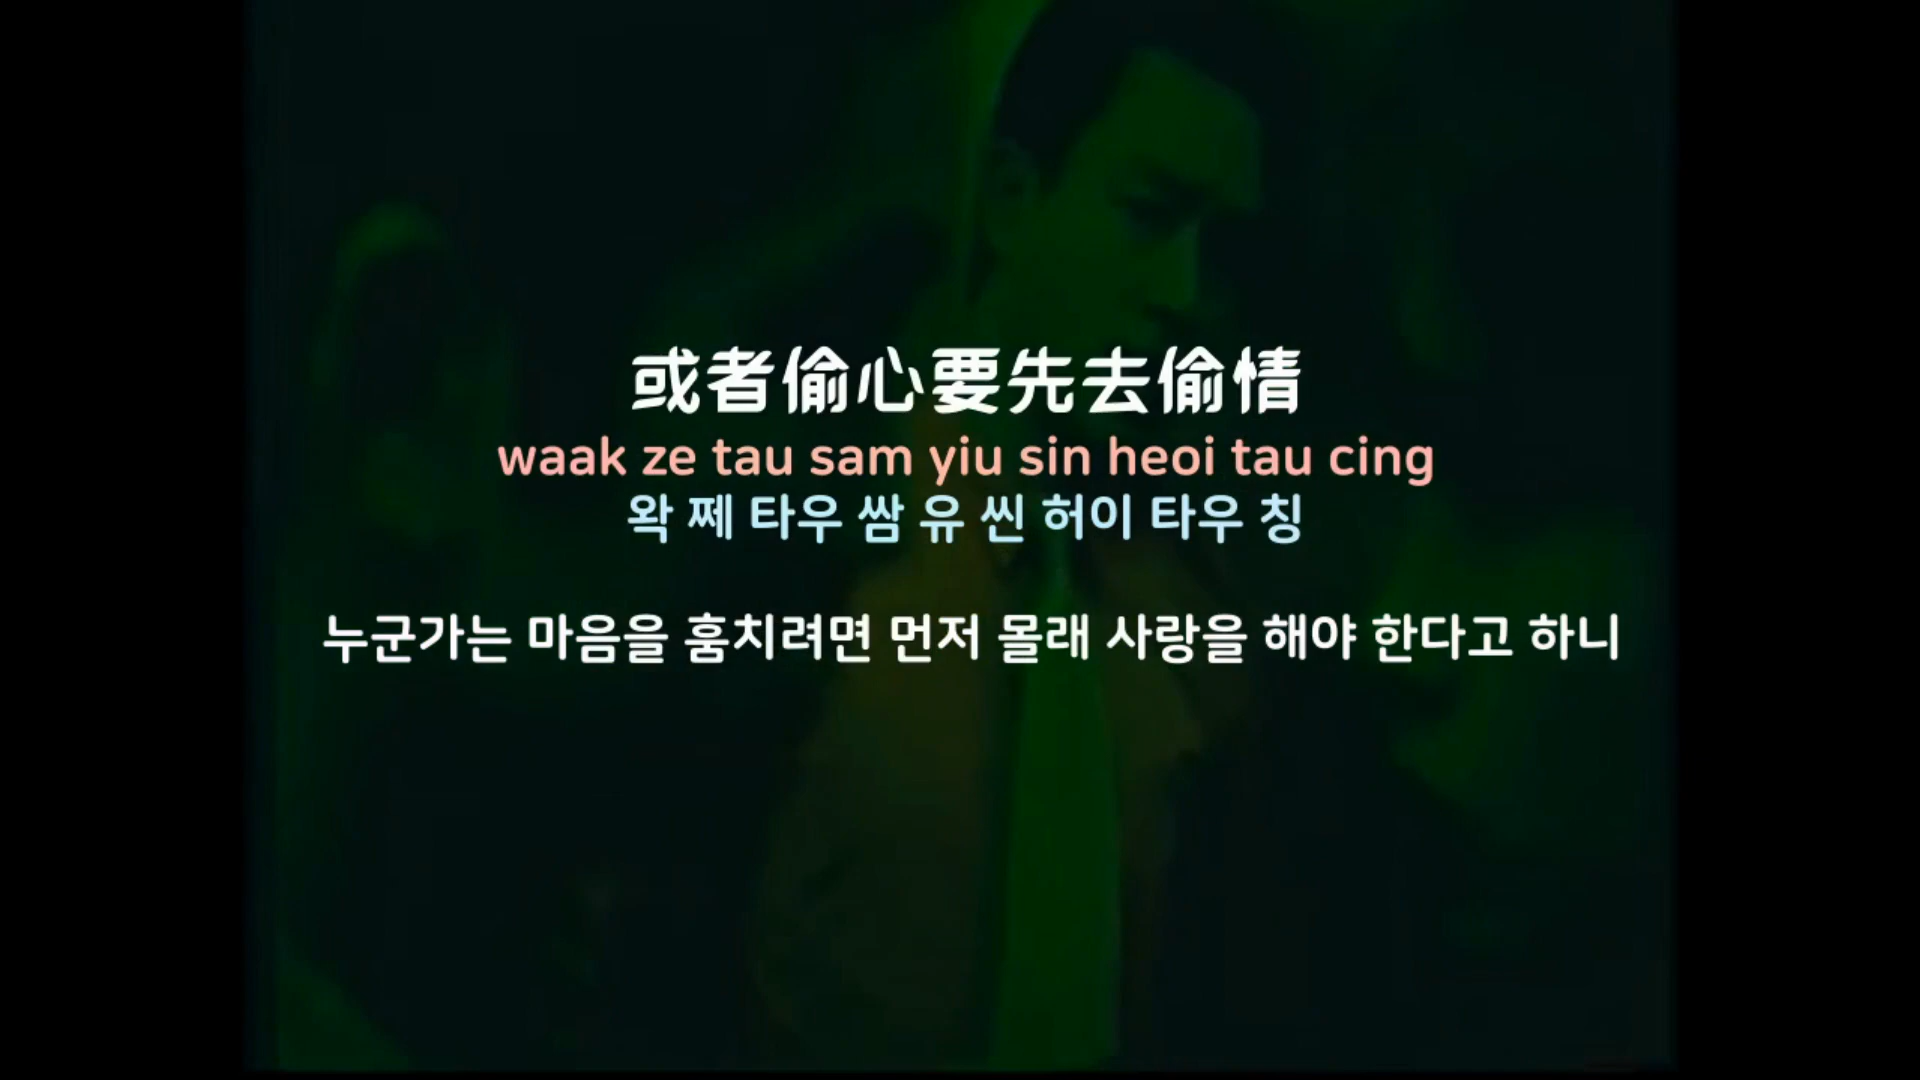 或者偷心要先去偷情
waak ze tau sam yiu sin heoi tau cing
왁 쩨 타우 쌈 유 씬 허이 타우 칭
누군가는 마음을 훔치려면 먼저 몰래 사랑을 해야 한다고 하니